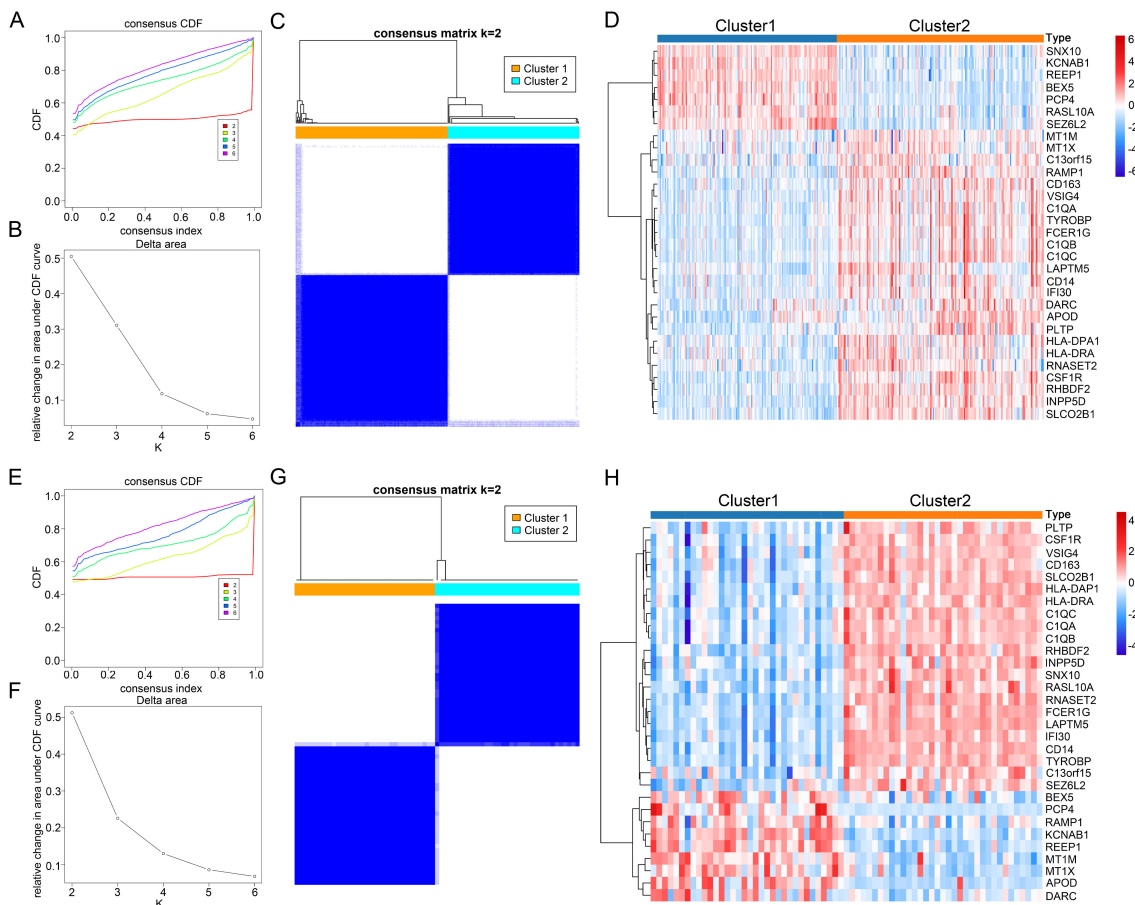 A
consensus CDF
CDF
1.0
0.8
0.6
0.4
0.2
0.0
2
3
4
5
6
0.0 0.2 0.4 0.6 0.8 1.0
consensus index
B
Delta area
relative change in area under CDF curve
0.5
0.4
0.3
0.2
0.1
2 3 4 5 6
K
C
consensus matrix k=2
Cluster 1
Cluster 2
D
Cluster1 Cluster2
Type
SNX10
KCNAB1
REEP1
BEX5
PCP4
RASL10A
SEZ6L2
MT1M
MT1X
C13orf15
RAMP1
CD163
VSIG4
C1QA
TYROBP
FCER1G
C1QB
C1QC
LAPTM5
CD14
IFI30
DARC
APOD
PLTP
HLA-DPA1
HLA-DRA
RNASET2
CSF1R
RHBDF2
INPP5D
SLCO2B1
6
4
2
0
-2
-4
-6
E
consensus CDF
CDF
1.0
0.8
0.6
0.4
0.2
0.0
2
3
4
5
6
0.0 0.2 0.4 0.6 0.8 1.0
consensus index
F
Delta area
relative change in area under CDF curve
0.5
0.4
0.3
0.2
0.1
2 3 4 5 6
K
G
consensus matrix k=2
Cluster 1
Cluster 2
H
Cluster1 Cluster2
Type
PLTP
CSF1R
VSIG4
CD163
SLCO2B1
HLA-DAP1
HLA-DRA
C1QC
C1QA
C1QB
RHBDF2
INPP5D
SNX10
RASL10A
RNASET2
FCER1G
LAPTM5
IFI30
CD14
TYROBP
C13orf15
SEZ6L2
BEX5
PCP4
RAMP1
KCNAB1
REEP1
MT1M
MT1X
APOD
DARC
4
2
0
-2
-4